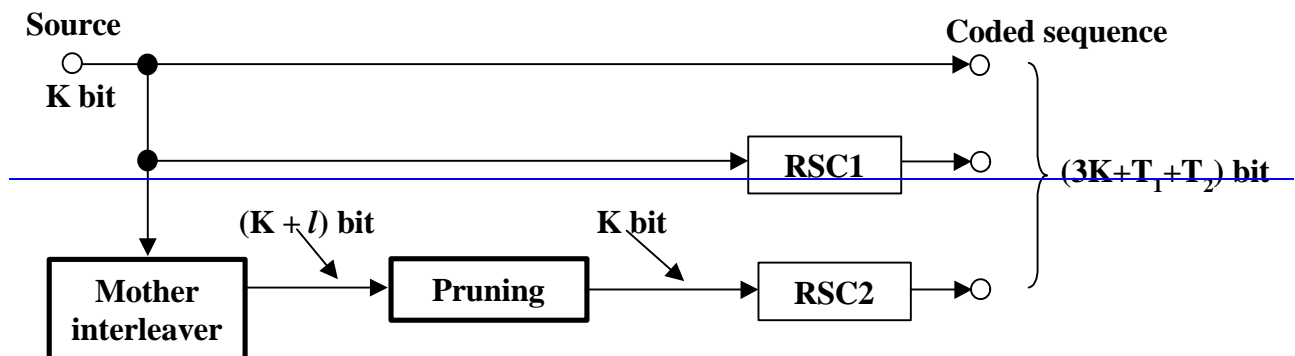 Source
Coded sequence
K bit
RSC1
(3K+T₁+T₂) bit
(K + l) bit
K bit
Mother
interleaver
Pruning
RSC2